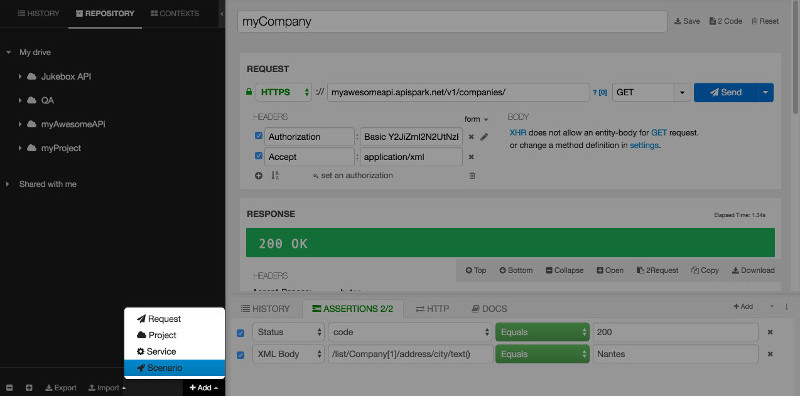 HISTORY REPOSITORY CONTEXTS
My drive
Jukebox API
QA
myAwesomeAPI
myProject
Shared with me
Request
Project
Service
Scenario
Export Import Add
myCompany
Save 2 Code Reset
REQUEST
HTTPS :// myawesomeapi.apispark.net/v1/companies/ ? [0] GET Send
HEADERS form
Authorization : Basic Y2JiZmI2N2UtNzI
Accept : application/xml
set an authorization
BODY
XHR does not allow an entity-body for GET request.
or change a method definition in settings.
RESPONSE
Elapsed Time: 1.34s
200 OK
HEADERS
Top Bottom Collapse Open 2Request Copy Download
HISTORY ASSERTIONS 2/2 HTTP DOCS
Add
Status code Equals 200
XML Body /list/Company[1]/address/city/text() Equals Nantes